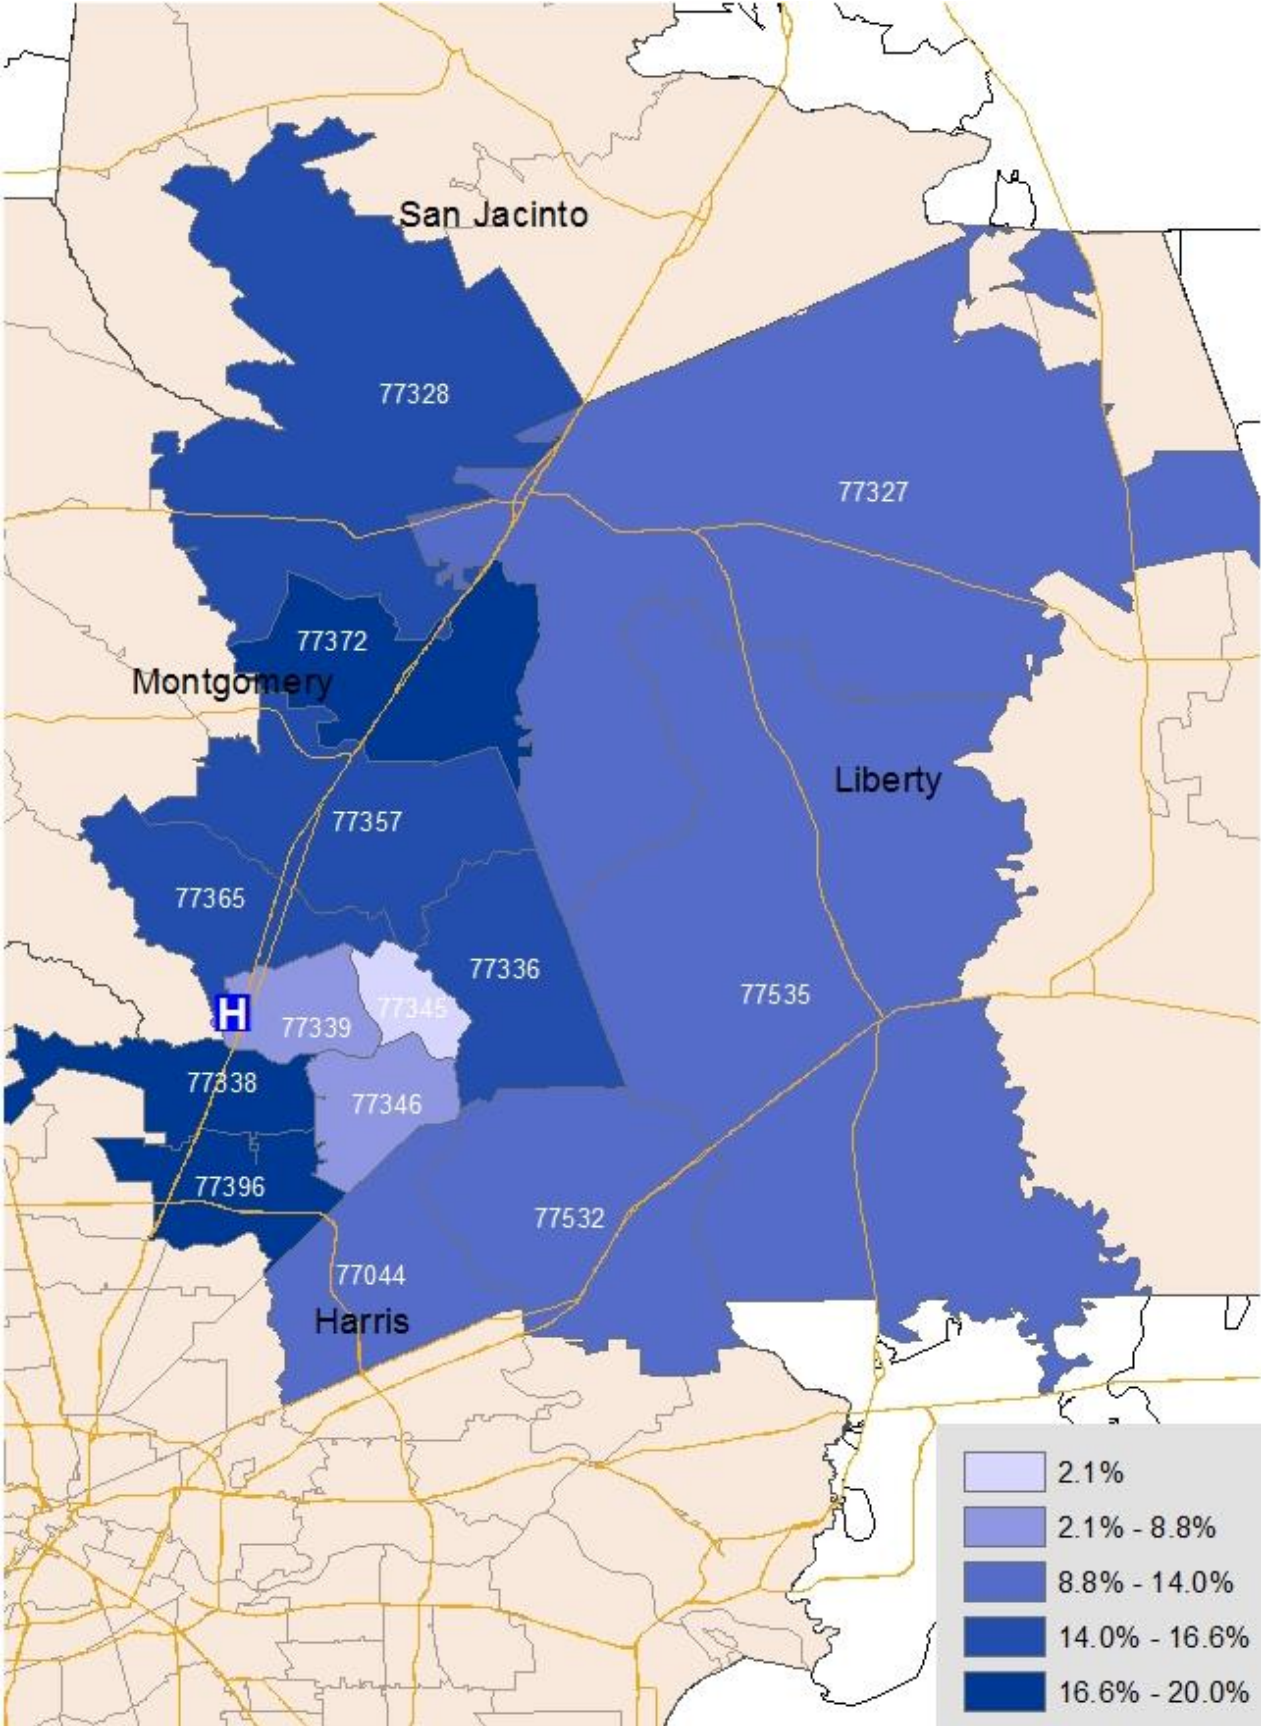 San Jacinto
77328
77327
77372
Montgomery
Liberty
77357
77365
77336
77535
77345
H
77339
77338
77346
77396
77532
77044
Harris
2.1%
2.1% - 8.8%
8.8% - 14.0%
14.0% - 16.6%
16.6% - 20.0%